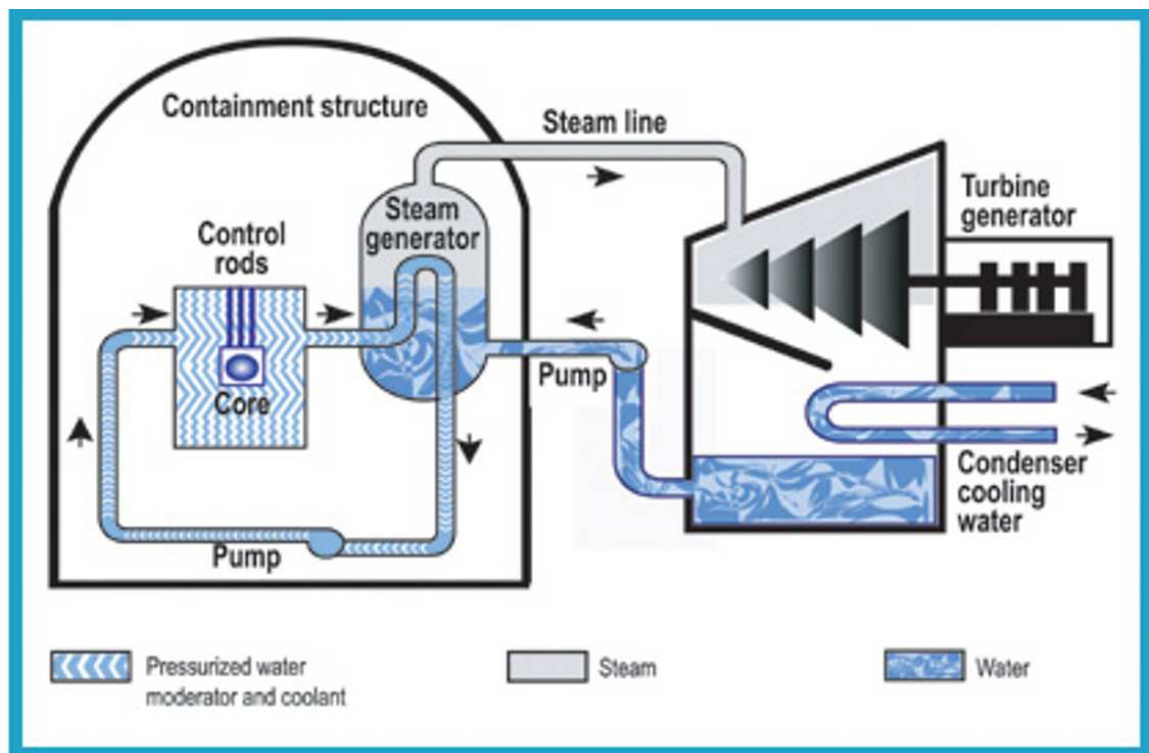 Containment structure
Steam line
Steam
generator
Turbine
generator
Control
rods
Core
Pump
Pump
Condenser
cooling
water
Pressurized water
moderator and coolant
Steam
Water